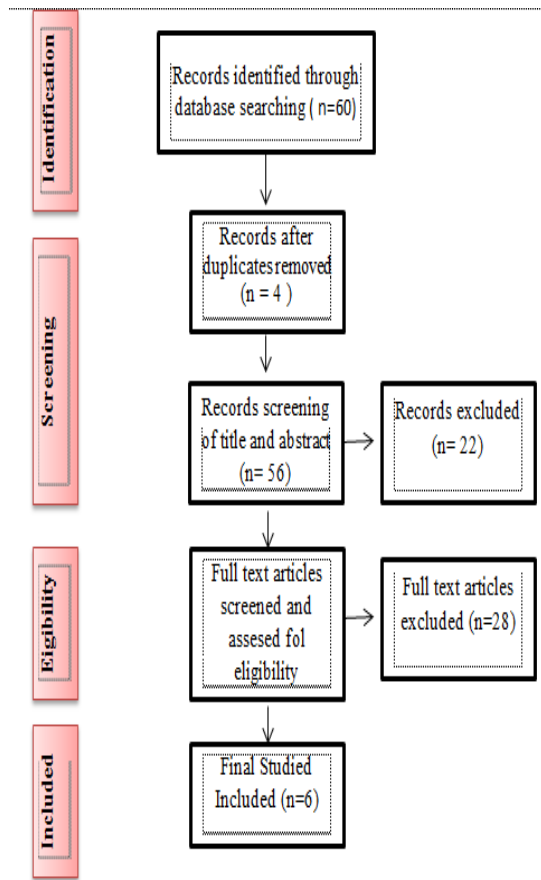 Identification
Records identified through
database searching ( n=60)
Screening
Records after
duplicates removed
(n = 4 )
Records screening
of title and abstract
(n= 56)
Records excluded
(n= 22)
Eigibility
Full text articles
screened and
assesed fol
eligibility
Full text articles
excluded (n=28)
Included
Final Studied
Included (n=6)